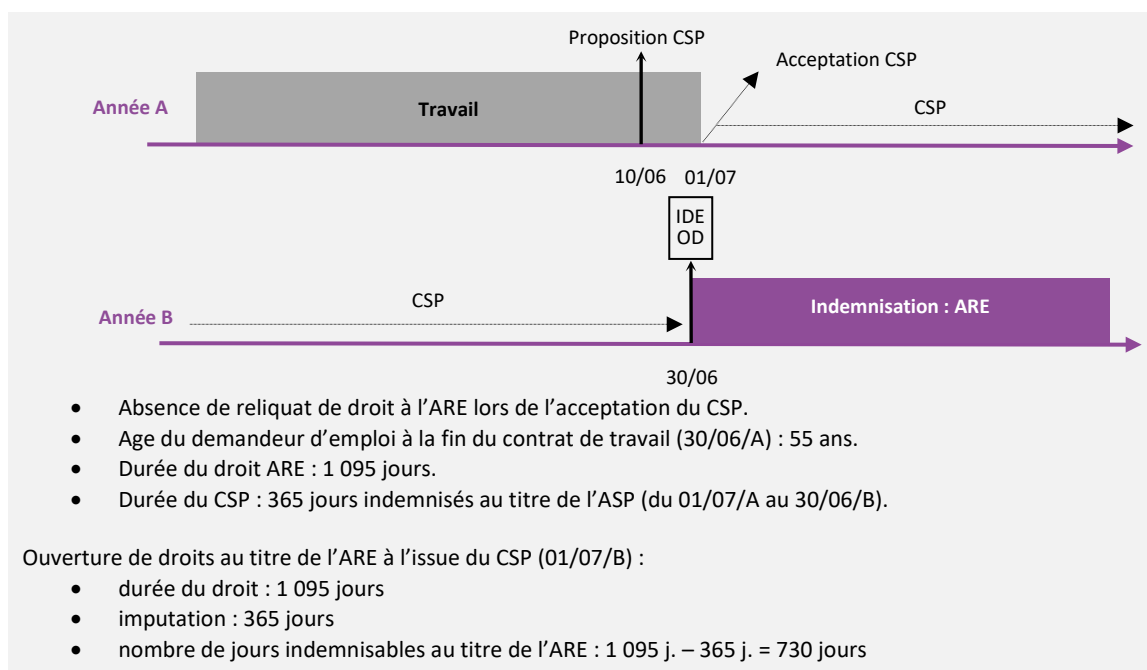 Proposition CSP
Acceptation CSP
Année A
Travail
CSP
10/06 01/07
IDE
OD
CSP
Indemnisation : ARE
Année B
30/06
• Absence de reliquat de droit à l’ARE lors de l’acceptation du CSP.
• Age du demandeur d’emploi à la fin du contrat de travail (30/06/A) : 55 ans.
• Durée du droit ARE : 1 095 jours.
• Durée du CSP : 365 jours indemnisés au titre de l’ASP (du 01/07/A au 30/06/B).
Ouverture de droits au titre de l’ARE à l’issue du CSP (01/07/B) :
• durée du droit : 1 095 jours
• imputation : 365 jours
• nombre de jours indemnisables au titre de l’ARE : 1 095 j. – 365 j. = 730 jours